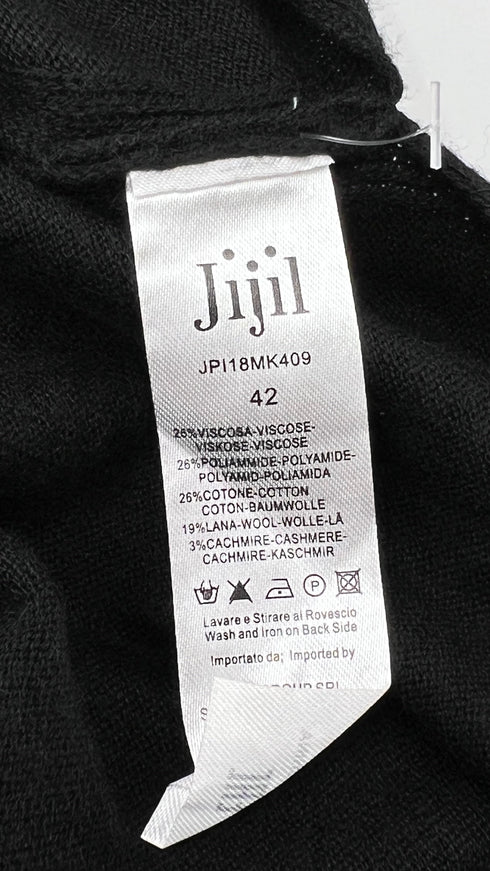 Jijil
JPI18MK409
42
26%VISCOSA-VISCOSE-
VISKOSE-VISCOSE
26%POLIAMMIDE-POLYAMIDE-
POLYAMID-POLIAMIDA
26%COTONE-COTTON
COTON-BAUMWOLLE
19%LANA-WOOL-WOLLE-LÃ
3%CACHMIRE-CASHMERE-
CACHMIRE-KASCHMIR
P
Lavare e Stirare al Rovescio
Wash and Iron on Back Side
Importato da; Imported by